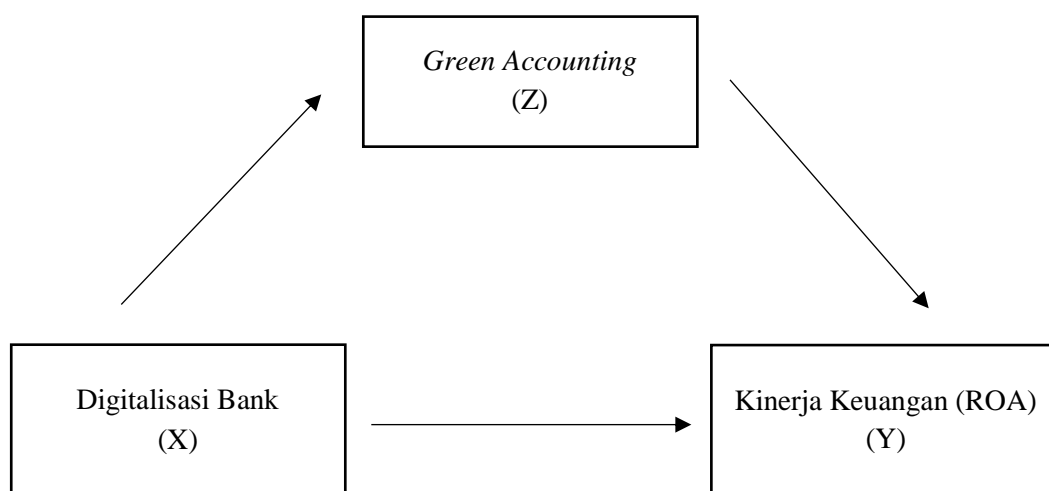 Green Accounting
(Z)
Digitalisasi Bank
(X)
Kinerja Keuangan (ROA)
(Y)